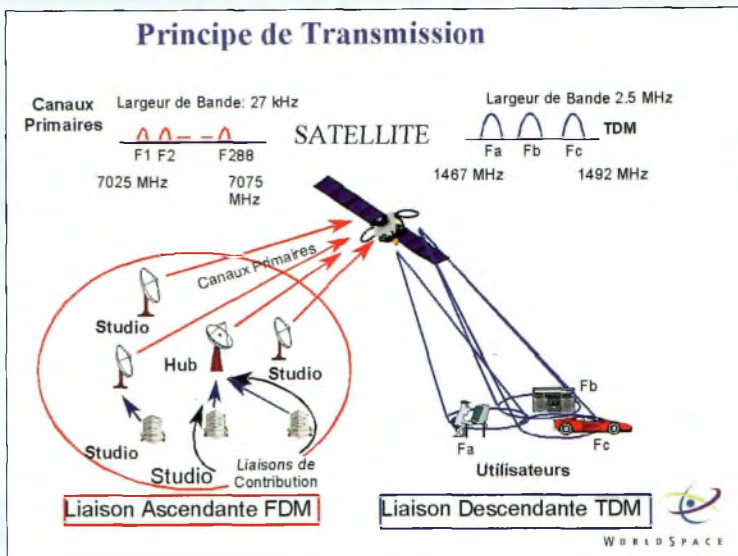 Principe de Transmission
Canaux
Primaires
Largeur de Bande: 27 kHz
F1 F2 F288
7025 MHz 7075
MHz
SATELLITE
Largeur de Bande 2.5 MHz
TDM
Fa Fb Fc
1467 MHz 1492 MHz
Canaux Primaires
Studio
Hub
Studio
Studio
Studio
Liaisons de
Contribution
Fb
Fa
Fc
Utilisateurs
Liaison Ascendante FDM
Liaison Descendante TDM
WORLDSPACE